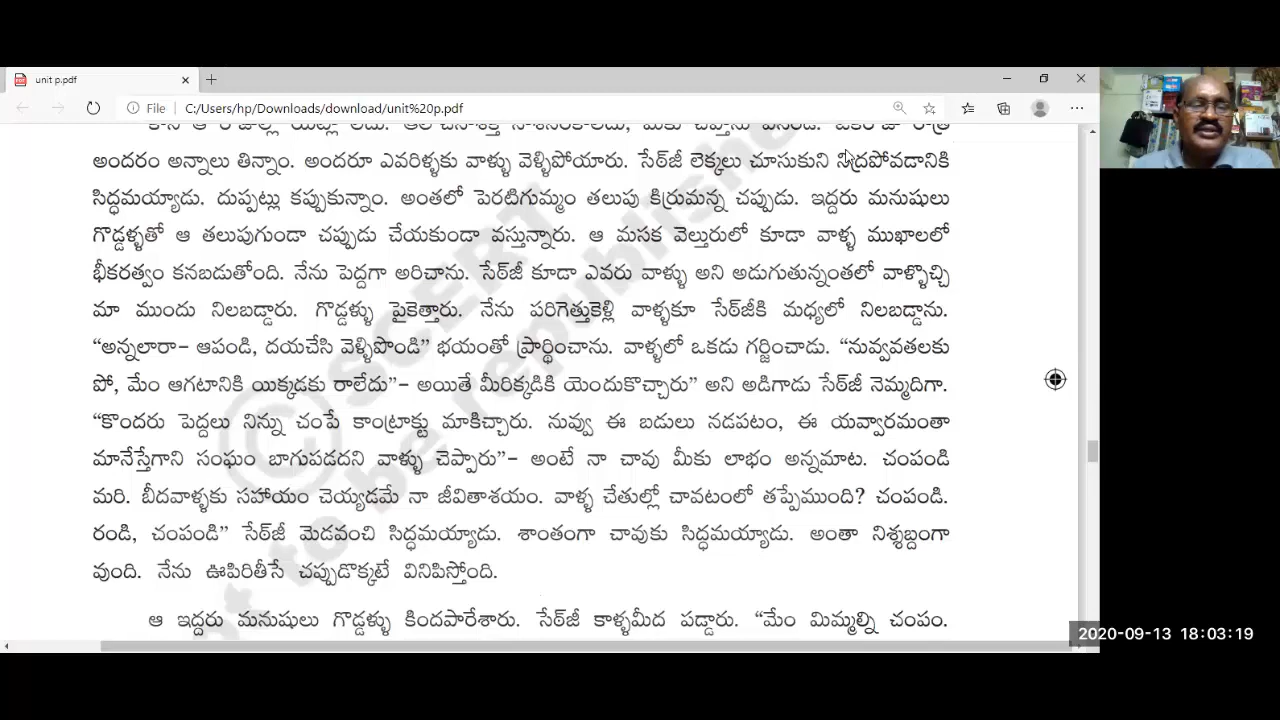 unit p.pdf
File C:/Users/hp/Downloads/download/unit%20p.pdf
అందరం అన్నాలు తిన్నాం. అందరూ ఎవరిళ్ళకు వాళ్ళు వెళ్ళిపోయారు. సేఠ్‌జీ లెక్కలు చూసుకుని నిద్రపోవడానికి
సిద్ధమయ్యాడు. దుప్పట్లు కప్పుకున్నాం. అంతలో పెరటిగుమ్మం తలుపు కిర్రుమన్న చప్పుడు. ఇద్దరు మనుషులు
గొడ్డళ్ళతో ఆ తలుపుగుండా చప్పుడు చేయకుండా వస్తున్నారు. ఆ మసక వెల్తురులో కూడా వాళ్ళ ముఖాలలో
భీకరత్వం కనబడుతోంది. నేను పెద్దగా అరిచాను. సేఠ్‌జీ కూడా ఎవరు వాళ్ళు అని అడుగుతున్నంతలో వాళ్ళొచ్చి
మా ముందు నిలబడ్డారు. గొడ్డళ్ళు పైకెత్తారు. నేను పరిగెత్తుకెళ్లి వాళ్ళకూ సేఠ్‌జీకి మధ్యలో నిలబడ్డాను.
“అన్నలారా- ఆపండి, దయచేసి వెళ్ళిపొండి” భయంతో ప్రార్థించాను. వాళ్ళలో ఒకడు గర్జించాడు. “నువ్వవతలకు
పో, మేం ఆగటానికి యిక్కడకు రాలేదు”- అయితే మీరిక్కడికి యెందుకొచ్చారు” అని అడిగాడు సేఠ్‌జీ నెమ్మదిగా.
“కొందరు పెద్దలు నిన్ను చంపే కాంట్రాక్టు మాకిచ్చారు. నువ్వు ఈ బడులు నడపటం, ఈ యవ్వారమంతా
మానేస్తేగాని సంఘం బాగుపడదని వాళ్ళు చెప్పారు”- అంటే నా చావు మీకు లాభం అన్నమాట. చంపండి
మరి. బీదవాళ్ళకు సహాయం చెయ్యడమే నా జీవితాశయం. వాళ్ళ చేతుల్లో చావటంలో తప్పేముంది? చంపండి.
రండి, చంపండి” సేఠ్‌జీ మెడవంచి సిద్ధమయ్యాడు. శాంతంగా చావుకు సిద్ధమయ్యాడు. అంతా నిశ్శబ్దంగా
వుంది. నేను ఊపిరితీసే చప్పుడొక్కటే వినిపిస్తోంది.
ఆ ఇద్దరు మనుషులు గొడ్డళ్ళు కిందపారేశారు. సేఠ్‌జీ కాళ్ళమీద పడ్డారు. “మేం మిమ్మల్ని చంపం.
2020-09-13 18:03:19